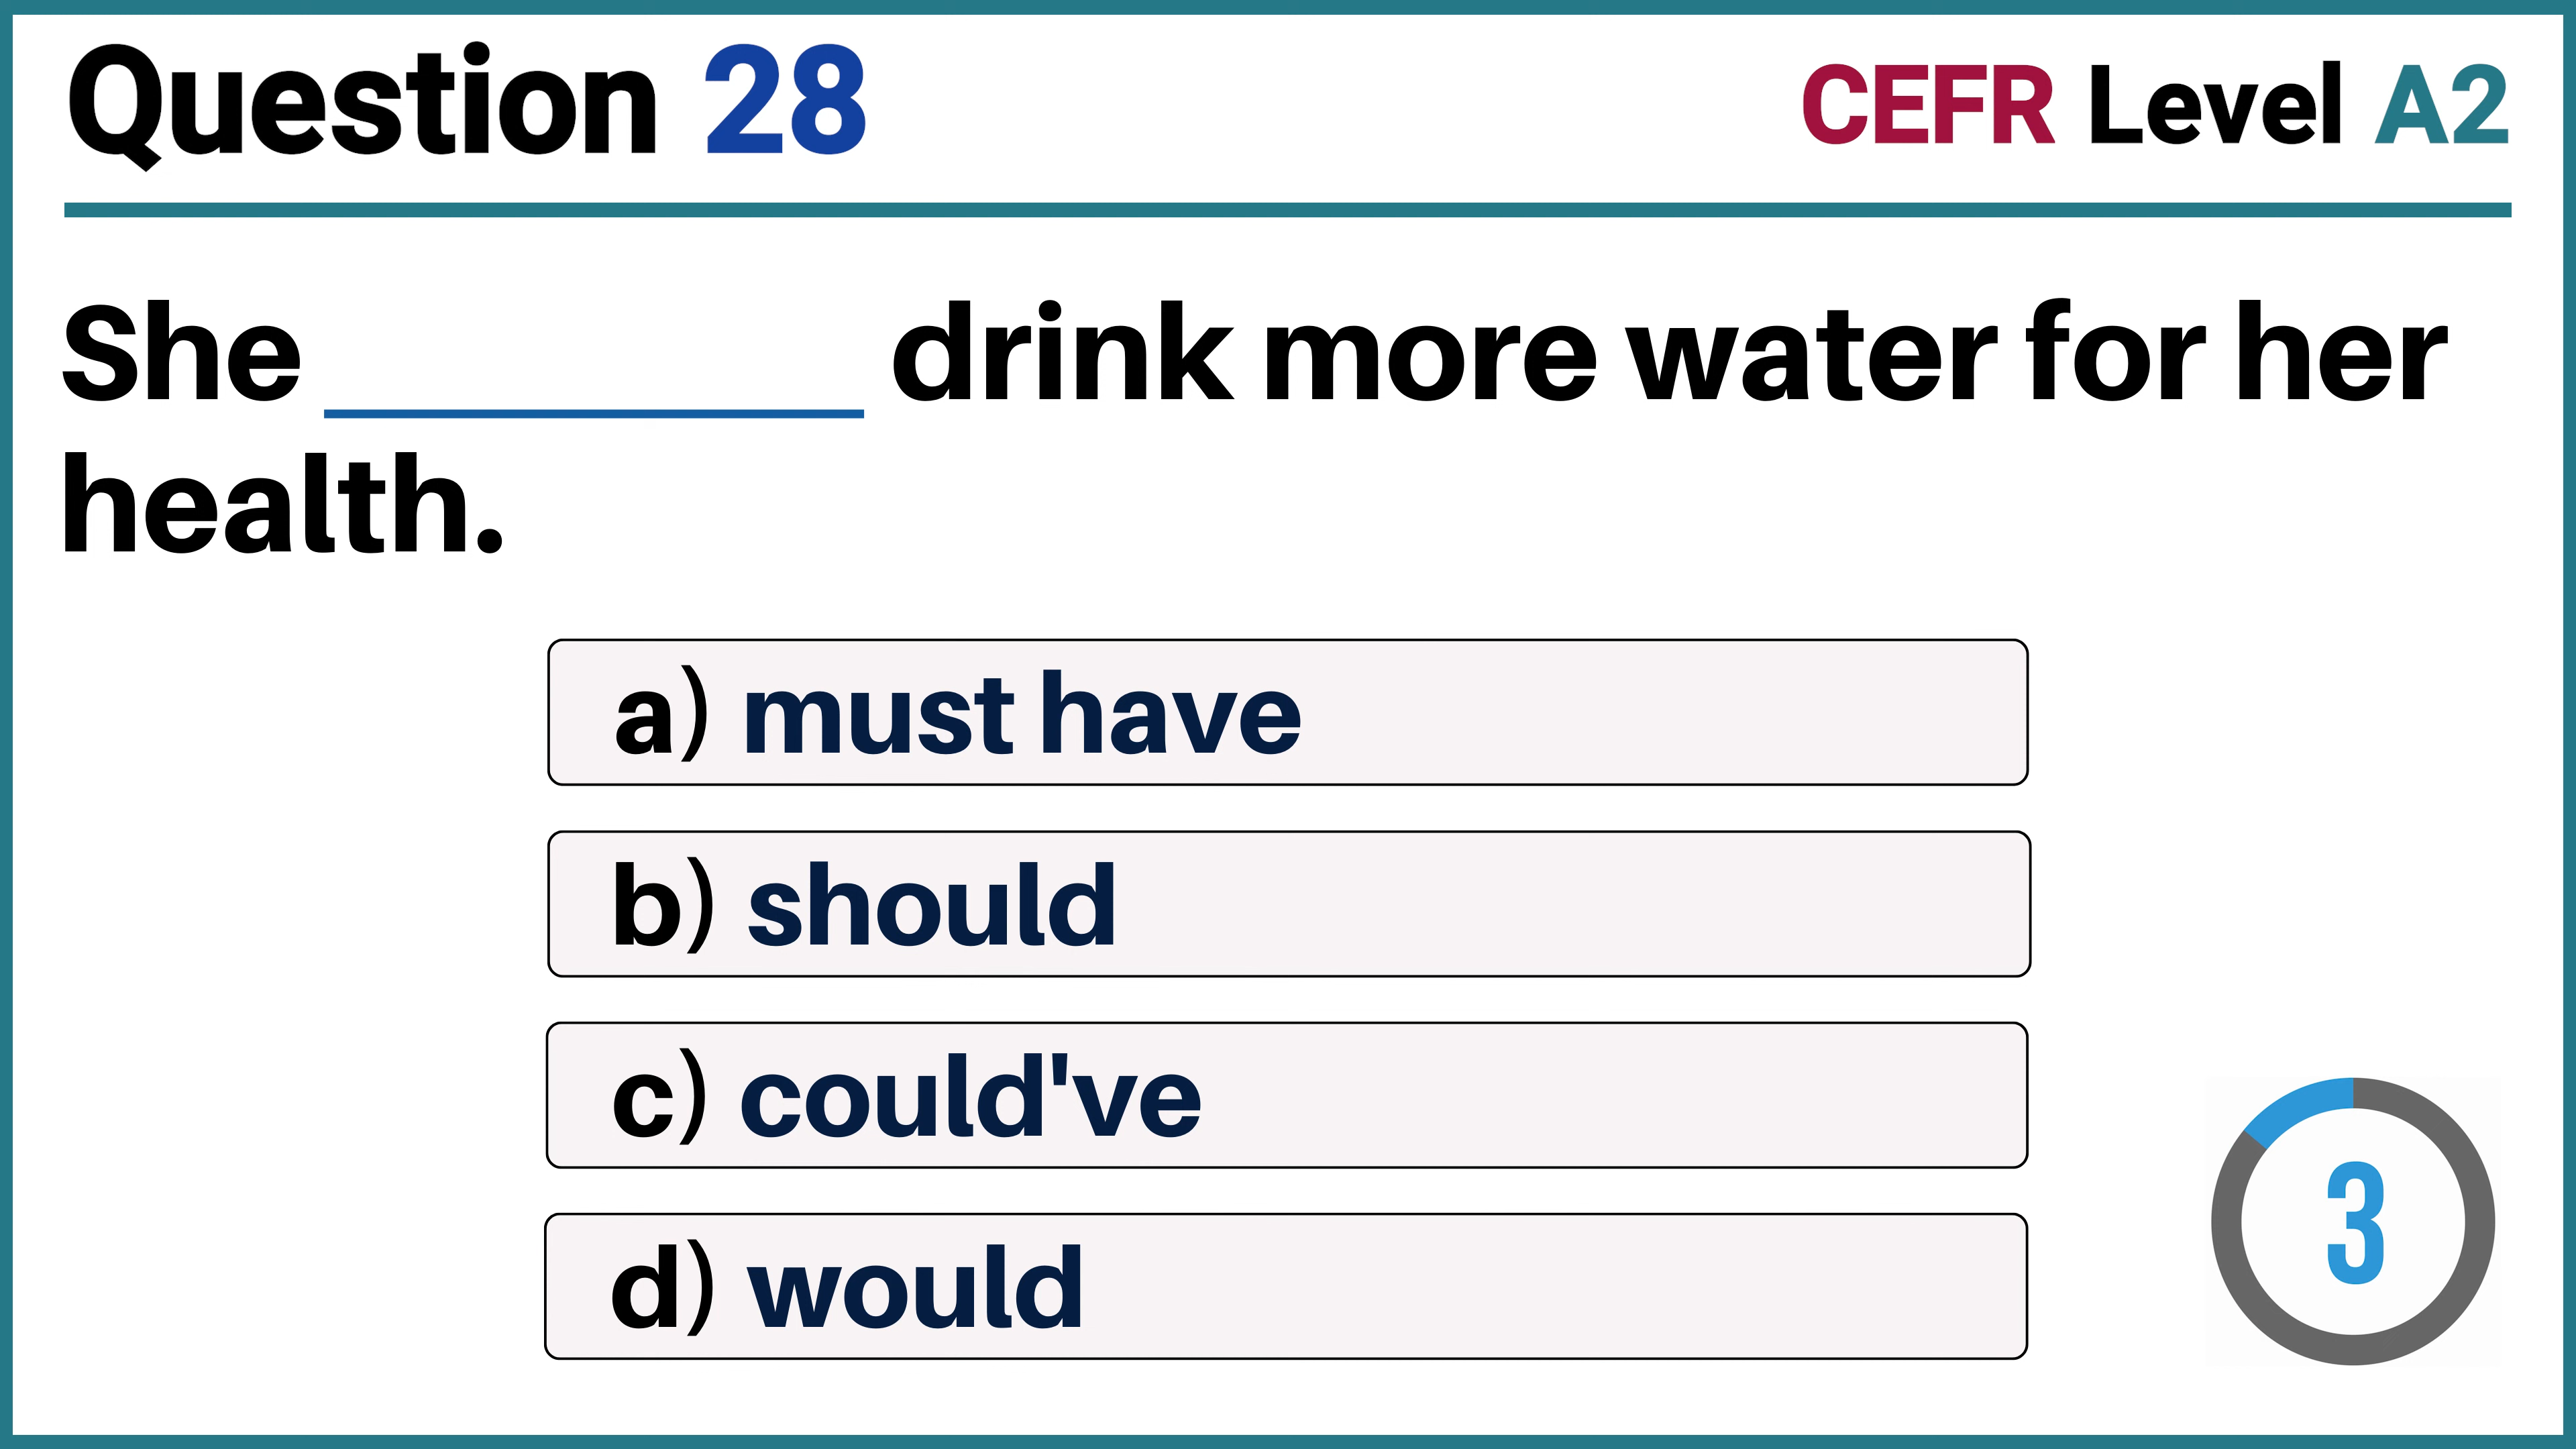 Question 28
CEFR Level A2
She ________ drink more water for her
health.
a) must have
b) should
c) could've
d) would
3